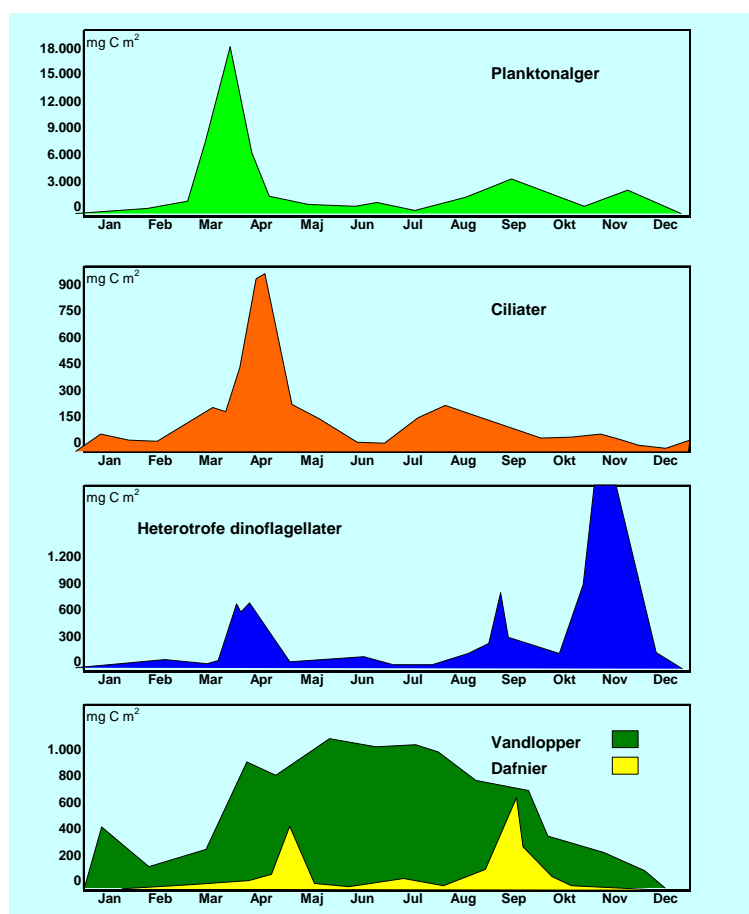 mg C m²
18.000
Planktonalger
15.000
12.000
9.000
6.000
3.000
0
Jan Feb Mar Apr Maj Jun Jul Aug Sep Okt Nov Dec
mg C m²
900
Ciliater
750
600
450
300
150
0
Jan Feb Mar Apr Maj Jun Jul Aug Sep Okt Nov Dec
mg C m²
Heterotrofe dinoflagellater
1.200
900
600
300
0
Jan Feb Mar Apr Maj Jun Jul Aug Sep Okt Nov Dec
mg C m²
Vandlopper
1.000
Dafnier
800
600
400
200
0
Jan Feb Mar Apr Maj Jun Jul Aug Sep Okt Nov Dec